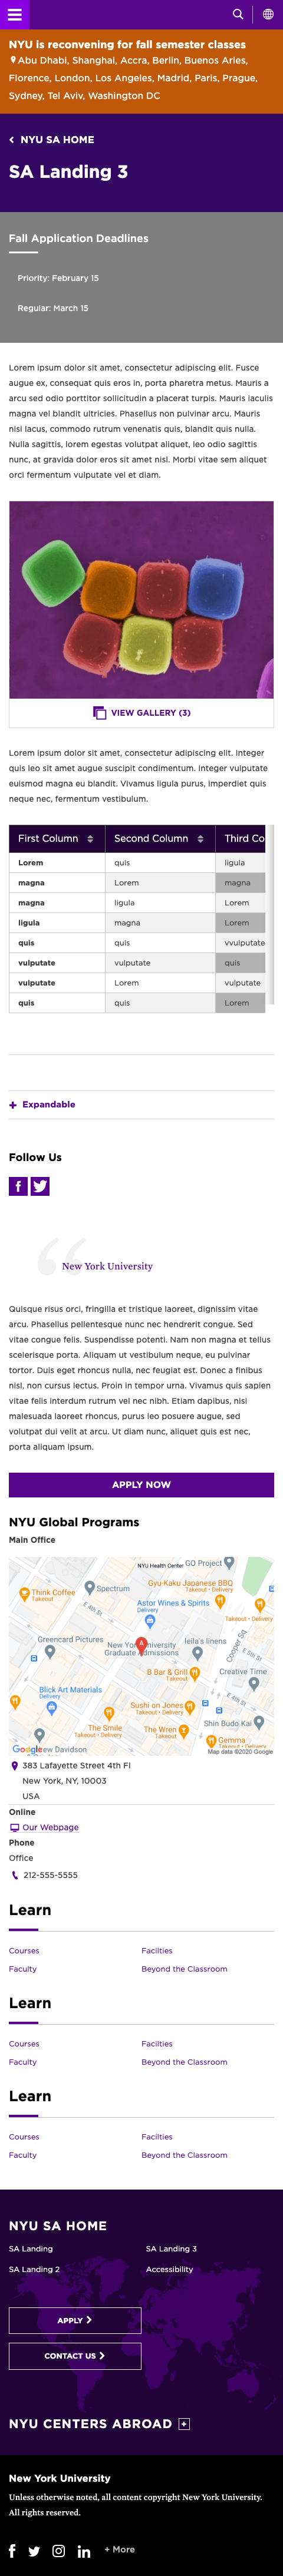 NYU is reconvening for fall semester classes
Abu Dhabi, Shanghai, Accra, Berlin, Buenos Aires,
Florence, London, Los Angeles, Madrid, Paris, Prague,
Sydney, Tel Aviv, Washington DC
NYU SA HOME
SA Landing 3
Fall Application Deadlines
Priority: February 15
Regular: March 15
Lorem ipsum dolor sit amet, consectetur adipiscing elit. Fusce
augue ex, consequat quis eros in, porta pharetra metus. Mauris a
arcu sed odio porttitor sollicitudin a placerat turpis. Mauris iaculis
magna vel blandit ultricies. Phasellus non pulvinar arcu. Mauris
nisi lacus, commodo rutrum venenatis quis, blandit quis nulla.
Nulla sagittis, lorem egestas volutpat aliquet, leo odio sagittis
nunc, at gravida dolor eros sit amet nisl. Morbi vitae sem aliquet
orci fermentum vulputate vel et diam.
VIEW GALLERY (3)
Lorem ipsum dolor sit amet, consectetur adipiscing elit. Integer
quis leo sit amet augue suscipit condimentum. Integer vulputate
euismod magna eu blandit. Vivamus ligula purus, imperdiet quis
neque nec, fermentum vestibulum.
First Column Second Column Third Co
Lorem quis ligula
magna Lorem magna
magna ligula Lorem
ligula magna Lorem
quis quis vvulputate
vulputate vulputate quis
vulputate Lorem vulputate
quis quis Lorem
+ Expandable
Follow Us
“ New York University
Quisque risus orci, fringilla et tristique laoreet, dignissim vitae
arcu. Phasellus pellentesque nunc nec hendrerit congue. Sed
vitae congue felis. Suspendisse potenti. Nam non magna et tellus
scelerisque porta. Aliquam ut vestibulum neque, eu pulvinar
tortor. Duis eget rhoncus nulla, nec feugiat est. Donec a finibus
nisl, non cursus lectus. Proin in tempor urna. Vivamus quis sapien
vitae felis interdum rutrum vel nec nibh. Etiam dapibus, nisl
malesuada laoreet rhoncus, purus leo posuere augue, sed
voluptat dui velit at arcu. Ut diam nunc, aliquet quis est nec,
porta aliquam ipsum.
APPLY NOW
NYU Global Programs
Main Office
NYU Health Center
GO Project
Think Coffee
Takeout
Spectrum
Gyu-Kaku Japanese BBQ
Takeout • Delivery
Astor Wines & Spirits
Delivery
E 4th St
Takeout • Delivery
Greencard Pictures
New York University
Graduate Admissions
leila's linens
Cooper Sq
B Bar & Grill
Takeout
Creative Time
Blick Art Materials
Delivery
Sushi on Jones
Takeout • Delivery
The Smile
Takeout • Delivery
The Wren
Takeout • Delivery
Shin Budo Kai
Gemma
Takeout • Delivery
Google
rew Davidson
Map data ©2020 Google
383 Lafayette Street 4th Fl
New York, NY, 10003
USA
Online
Our Webpage
Phone
Office
212-555-5555
Learn
Courses Facilties
Faculty Beyond the Classroom
Learn
Courses Facilties
Faculty Beyond the Classroom
Learn
Courses Facilties
Faculty Beyond the Classroom
NYU SA HOME
SA Landing SA Landing 3
SA Landing 2 Accessibility
APPLY
CONTACT US
NYU CENTERS ABROAD
New York University
Unless otherwise noted, all content copyright New York University.
All rights reserved.
+ More